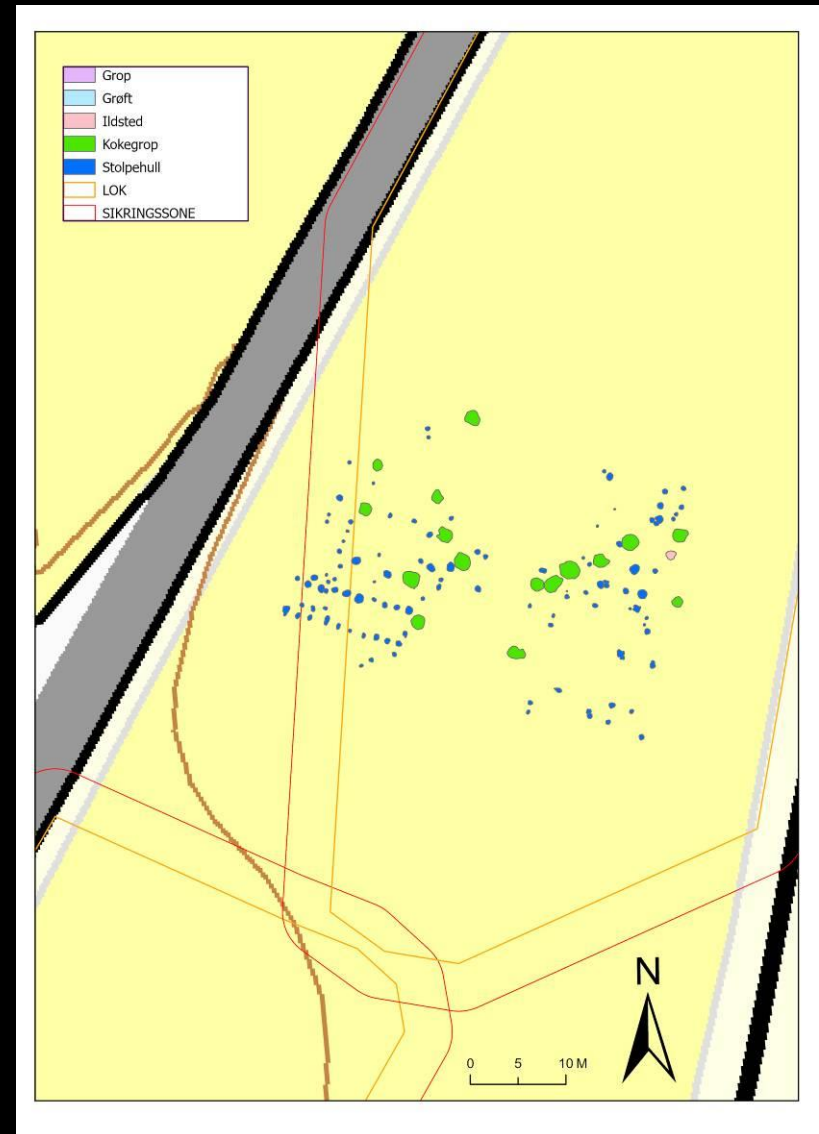 Grop
Grøft
Ildsted
Kokegrop
Stolpehull
LOK
SIKRINGSSONE
N
0 5 10 M